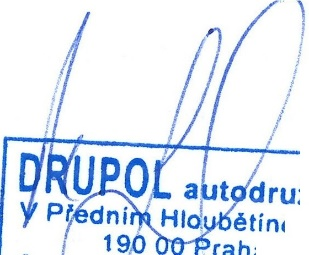 DRUPOL autodru
V Předním Hloubětín
190 00 Prah